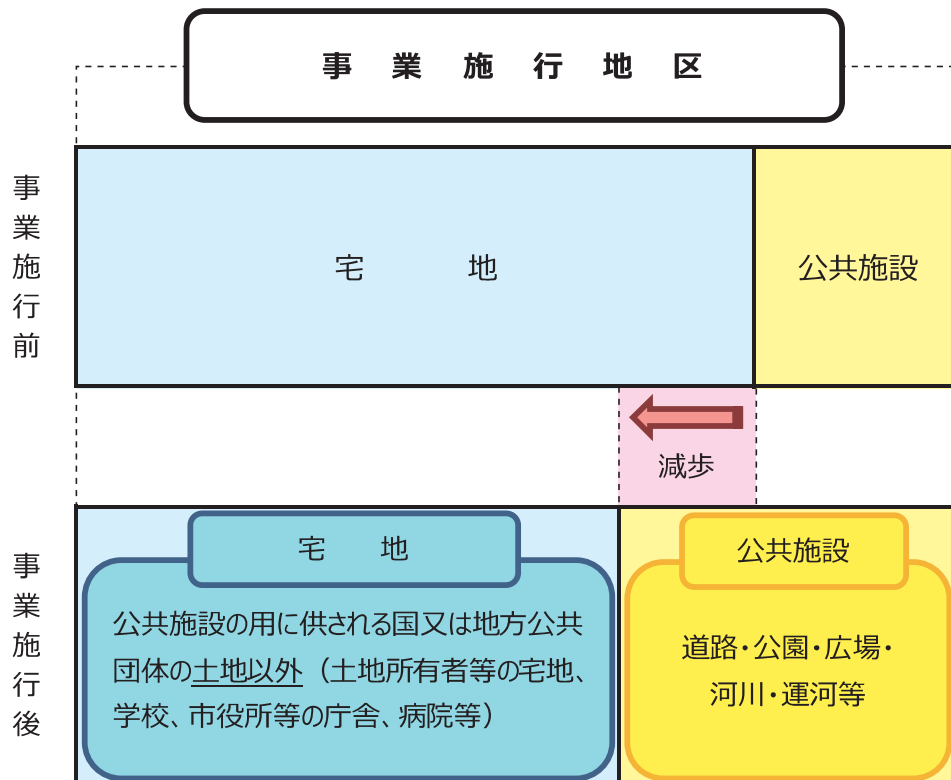 事業施行地区
事業施行前
宅地
公共施設
減歩
事業施行後
宅地
公共施設の用に供される国又は地方公共
団体の土地以外（土地所有者等の宅地、
学校、市役所等の庁舎、病院等）
公共施設
道路・公園・広場・
河川・運河等